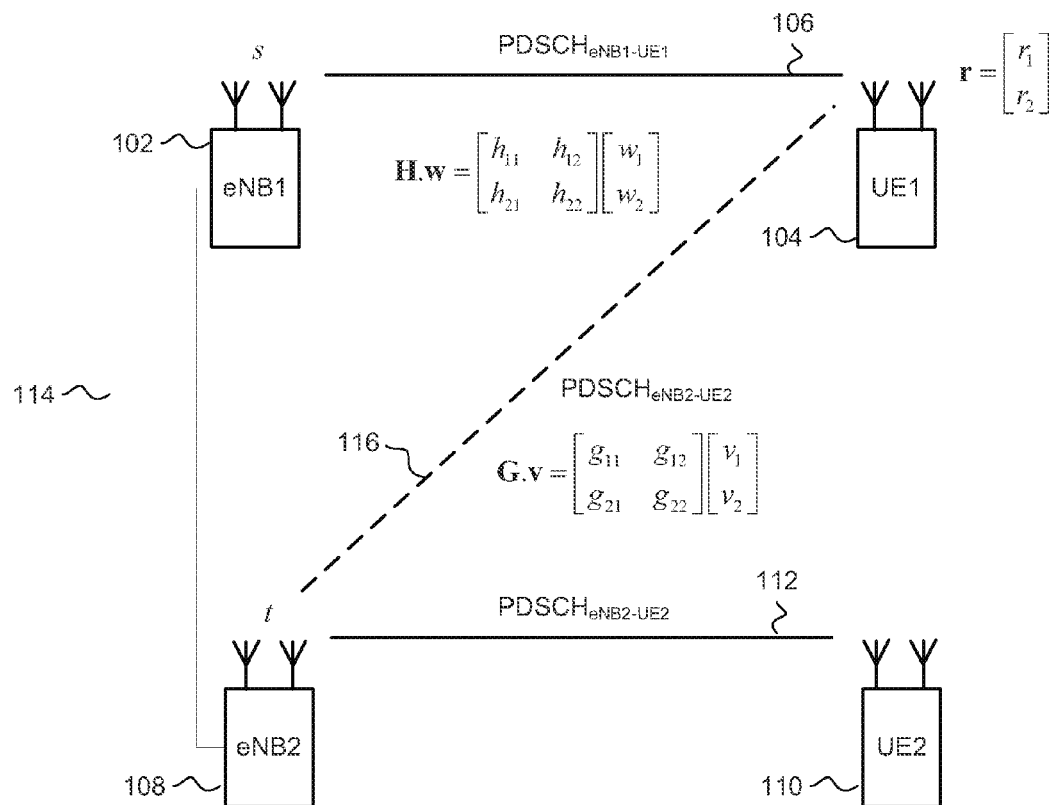 s
PDSCH_eNB1-UE1
106
r = [r_1; r_2]
102
eNB1
H.w = [h_11 h_12; h_21 h_22] [w_1; w_2]
UE1
104
114
PDSCH_eNB2-UE2
116
G.v = [g_11 g_12; g_21 g_22] [v_1; v_2]
t
PDSCH_eNB2-UE2
112
eNB2
UE2
108
110